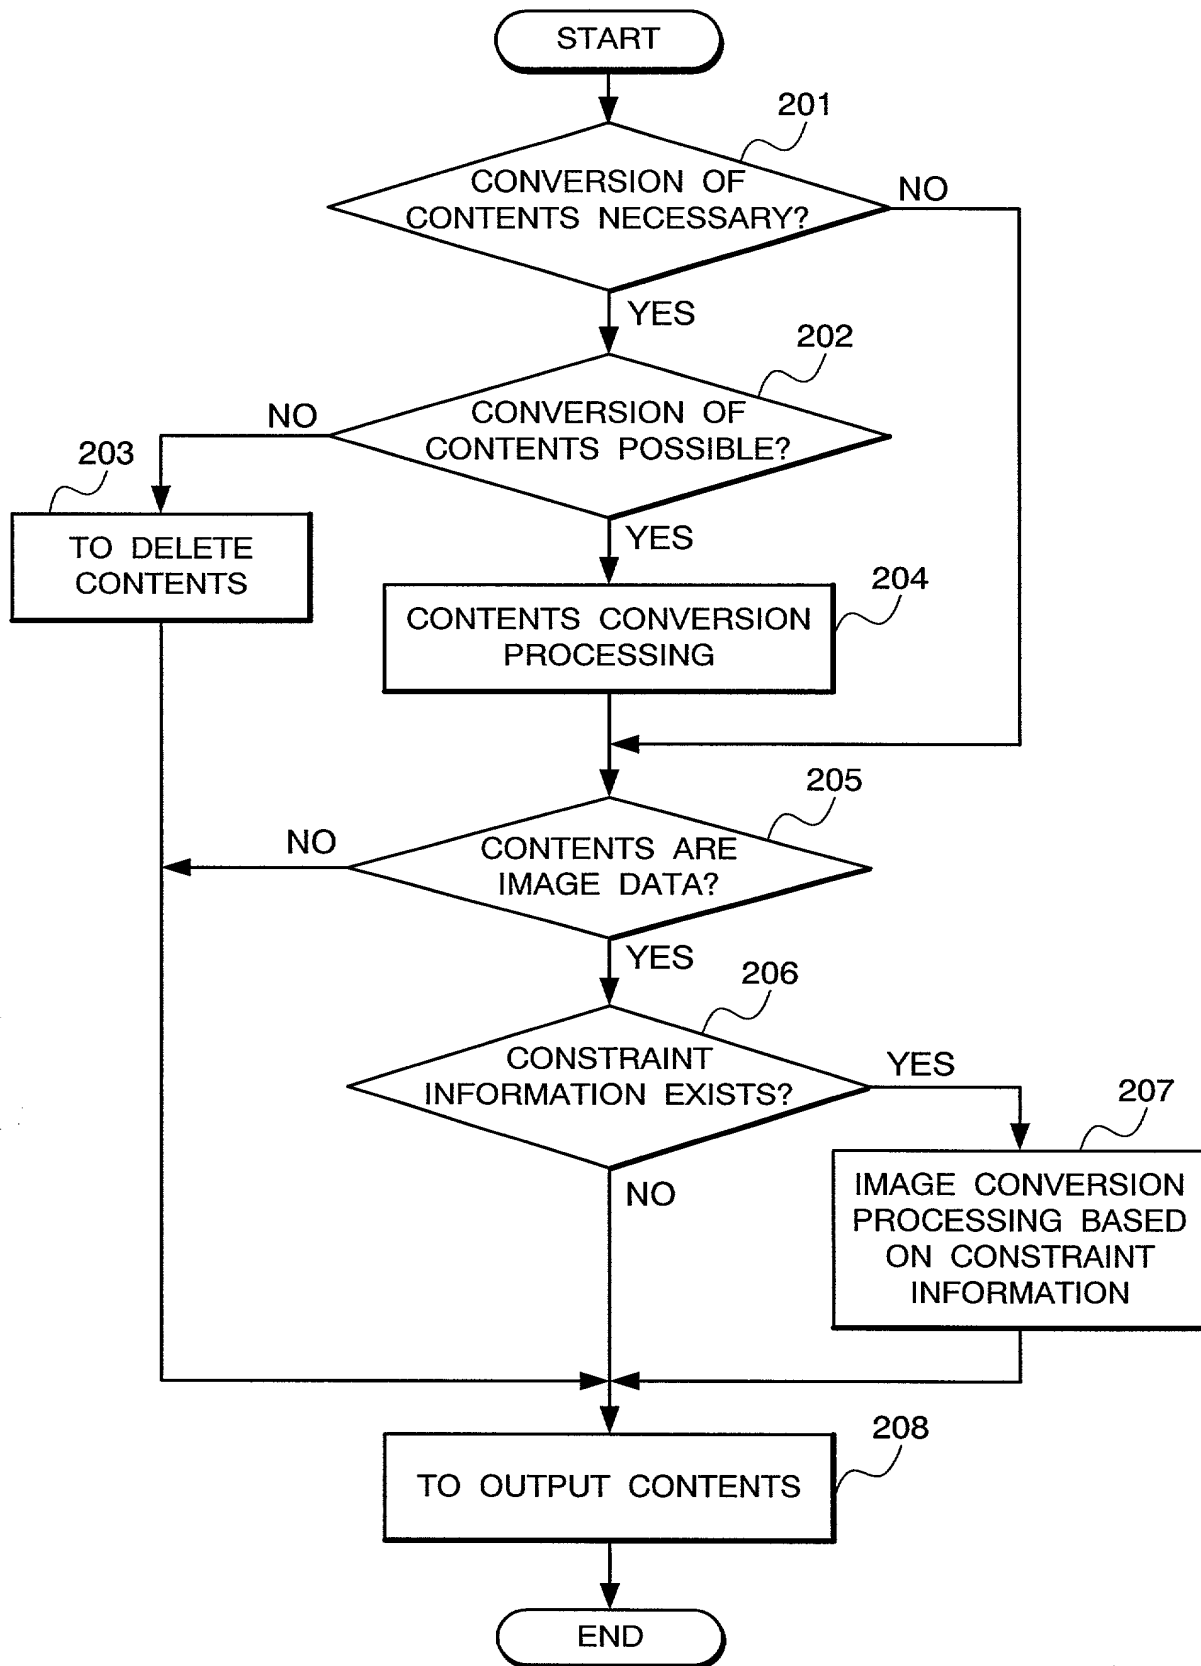 START
201
CONVERSION OF
CONTENTS NECESSARY?
NO
YES
202
CONVERSION OF
CONTENTS POSSIBLE?
NO
203
YES
TO DELETE
CONTENTS
204
CONTENTS CONVERSION
PROCESSING
205
CONTENTS ARE
IMAGE DATA?
NO
YES
206
CONSTRAINT
INFORMATION EXISTS?
YES
207
NO
IMAGE CONVERSION
PROCESSING BASED
ON CONSTRAINT
INFORMATION
208
TO OUTPUT CONTENTS
END